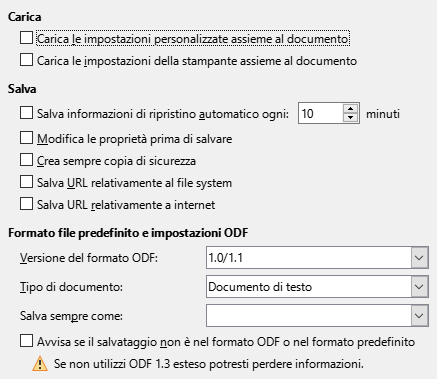 Carica
Carica le impostazioni personalizzate assieme al documento
Carica le impostazioni della stampante assieme al documento
Salva
Salva informazioni di ripristino automatico ogni: 10 minuti
Modifica le proprietà prima di salvare
Crea sempre copia di sicurezza
Salva URL relativamente al file system
Salva URL relativamente a internet
Formato file predefinito e impostazioni ODF
Versione del formato ODF: 1.0/1.1
Tipo di documento: Documento di testo
Salva sempre come:
Avvisa se il salvataggio non è nel formato ODF o nel formato predefinito
Se non utilizzi ODF 1.3 esteso potresti perdere informazioni.